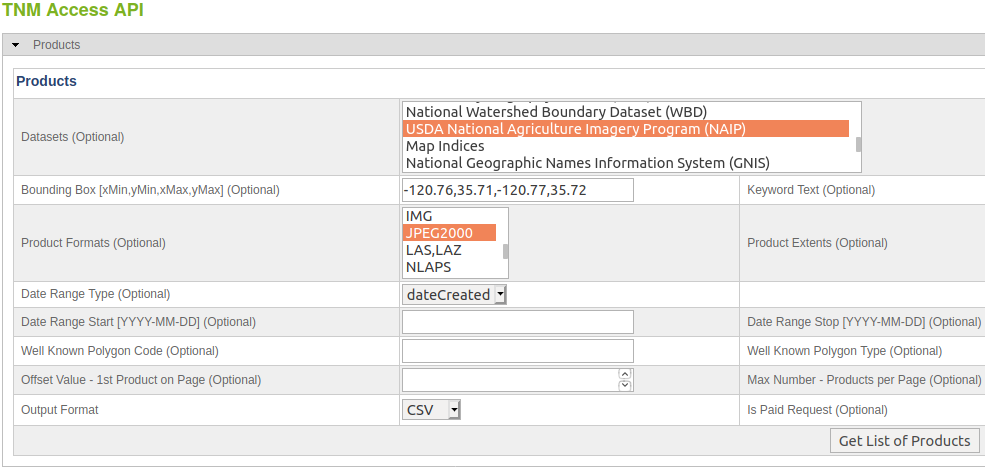 TNM Access API
Products
Products
Datasets (Optional)
National Watershed Boundary Dataset (WBD)
USDA National Agriculture Imagery Program (NAIP)
Map Indices
National Geographic Names Information System (GNIS)
Bounding Box [xMin,yMin,xMax,yMax] (Optional) -120.76,35.71,-120.77,35.72 Keyword Text (Optional)
Product Formats (Optional)
IMG
JPEG2000
LAS,LAZ
NLAPS
Product Extents (Optional)
Date Range Type (Optional) dateCreated
Date Range Start [YYYY-MM-DD] (Optional) Date Range Stop [YYYY-MM-DD] (Optional)
Well Known Polygon Code (Optional) Well Known Polygon Type (Optional)
Offset Value - 1st Product on Page (Optional) Max Number - Products per Page (Optional)
Output Format CSV Is Paid Request (Optional)
Get List of Products